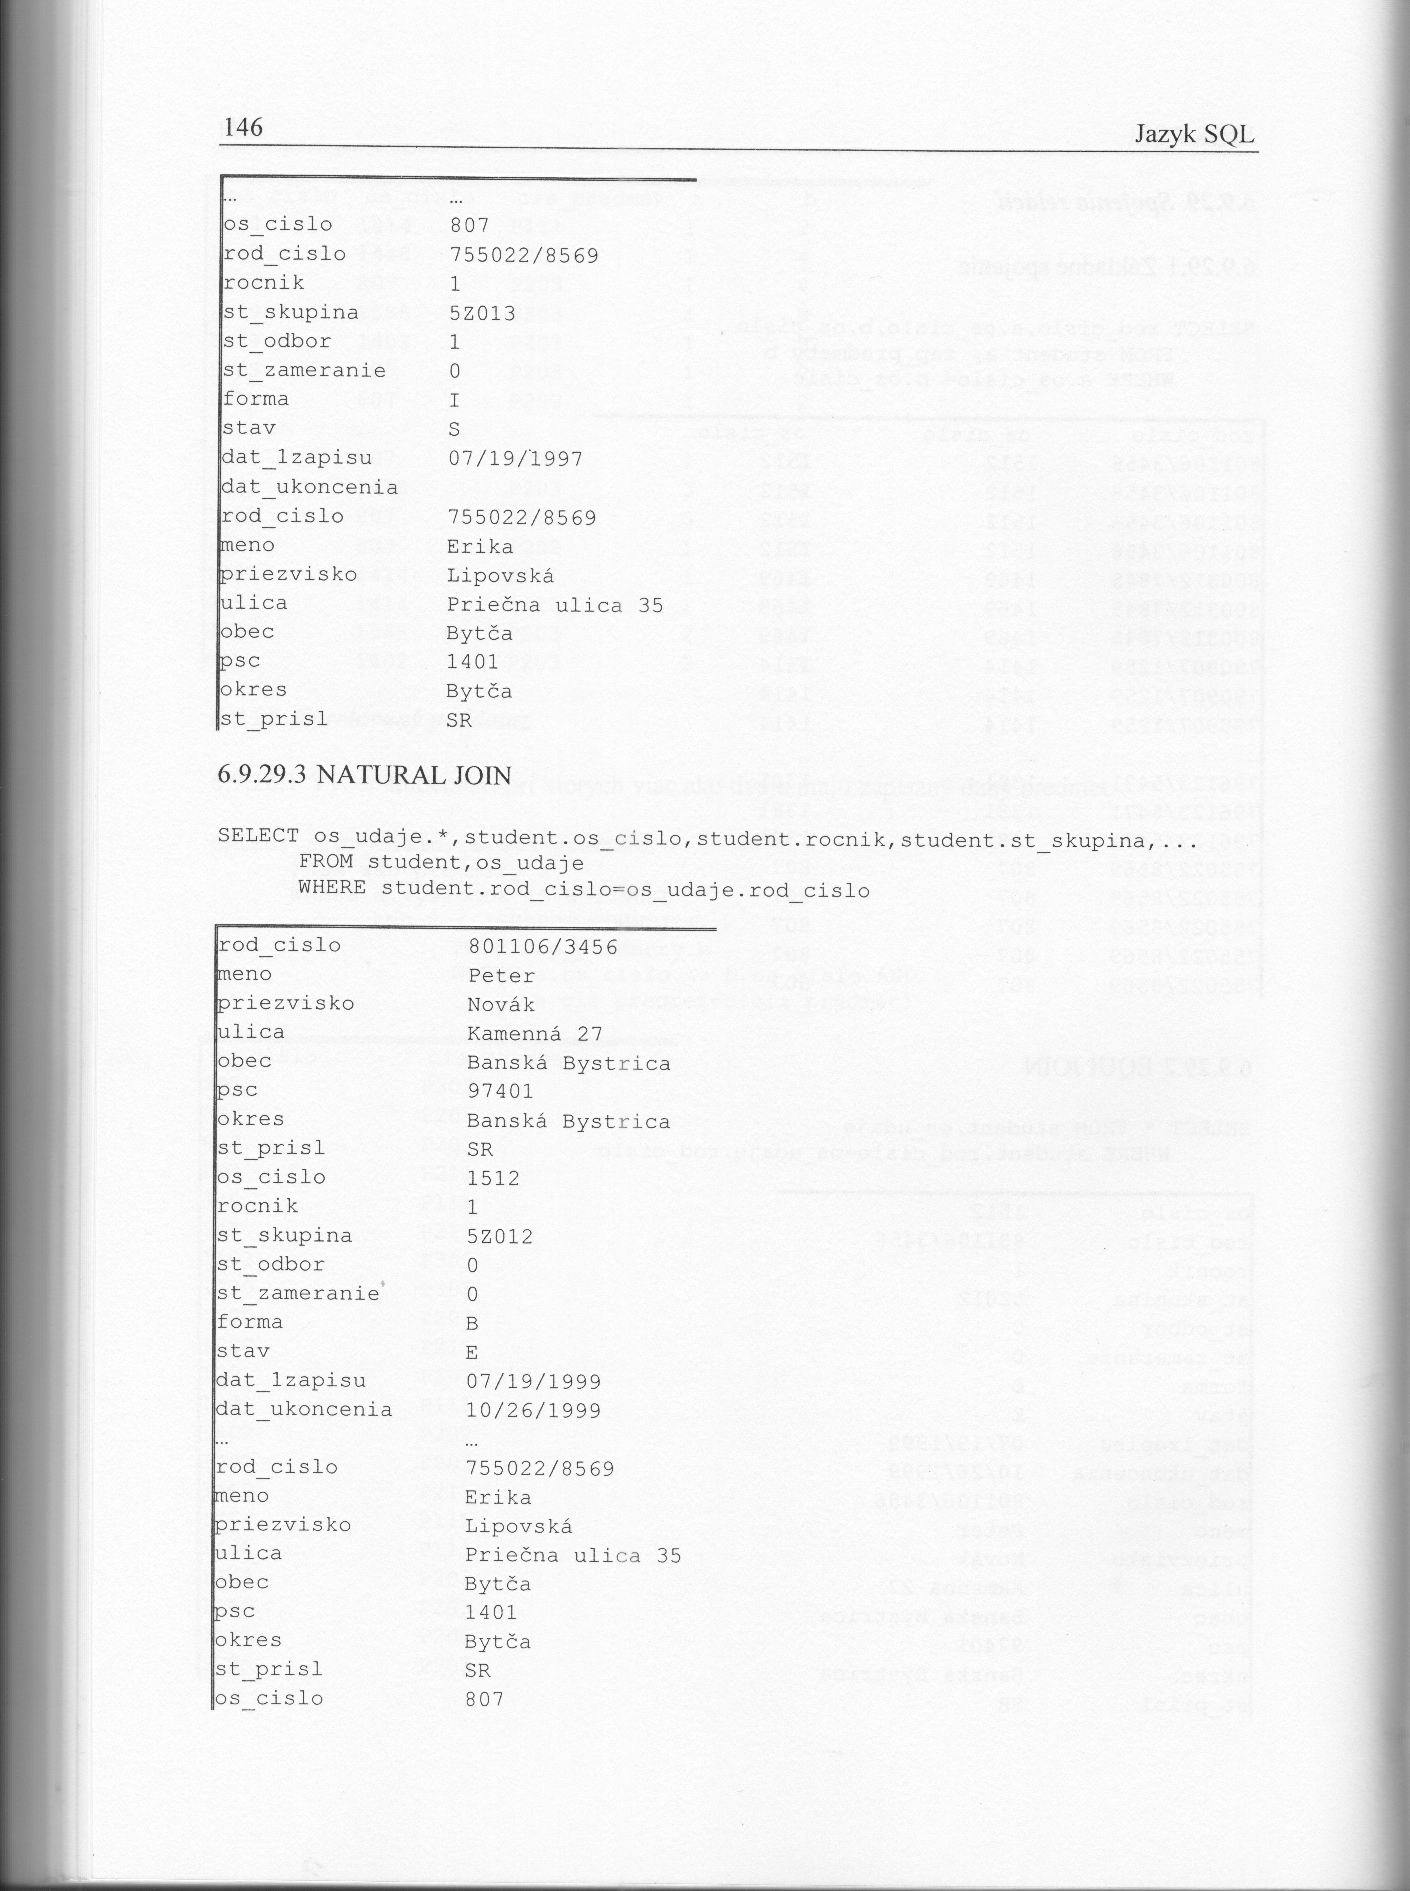 146 Jazyk SQL
... ...
os_cislo 807
rod_cislo 755022/8569
rocnik 1
st_skupina 5Z013
st_odbor 1
st_zameranie 0
forma I
stav S
dat_1zapisu 07/19/1997
dat_ukoncenia
rod_cislo 755022/8569
meno Erika
priezvisko Lipovská
ulica Priečna ulica 35
obec Bytča
psc 1401
okres Bytča
st_prisl SR
6.9.29.3 NATURAL JOIN
SELECT os_udaje.*,student.os_cislo,student.rocnik,student.st_skupina,...
FROM student,os_udaje
WHERE student.rod_cislo=os_udaje.rod_cislo
rod_cislo 801106/3456
meno Peter
priezvisko Novák
ulica Kamenná 27
obec Banská Bystrica
psc 97401
okres Banská Bystrica
st_prisl SR
os_cislo 1512
rocnik 1
st_skupina 5Z012
st_odbor 0
st_zameranie 0
forma B
stav E
dat_1zapisu 07/19/1999
dat_ukoncenia 10/26/1999
... ...
rod_cislo 755022/8569
meno Erika
priezvisko Lipovská
ulica Priečna ulica 35
obec Bytča
psc 1401
okres Bytča
st_prisl SR
os_cislo 807